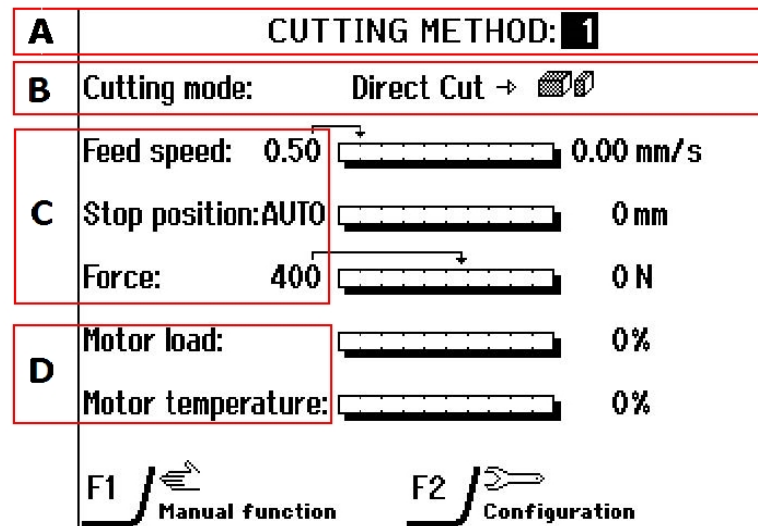 A CUTTING METHOD: 1
B Cutting mode: Direct Cut →
Feed speed: 0.50 0.00 mm/s
C Stop position:AUTO 0 mm
Force: 400 0 N
Motor load: 0%
D
Motor temperature: 0%
F1 Manual function F2 Configuration